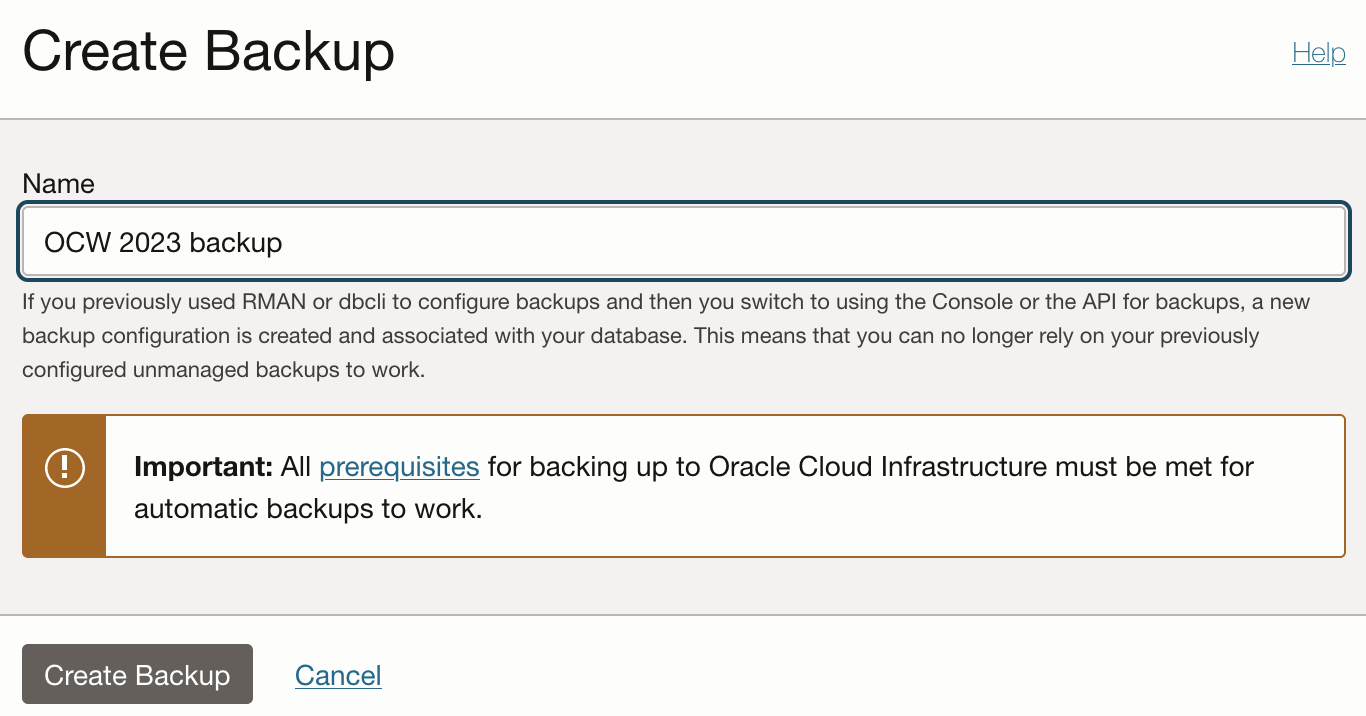 Create Backup
Help
Name
OCW 2023 backup
If you previously used RMAN or dbcli to configure backups and then you switch to using the Console or the API for backups, a new
backup configuration is created and associated with your database. This means that you can no longer rely on your previously
configured unmanaged backups to work.
Important: All prerequisites for backing up to Oracle Cloud Infrastructure must be met for
automatic backups to work.
Create Backup
Cancel